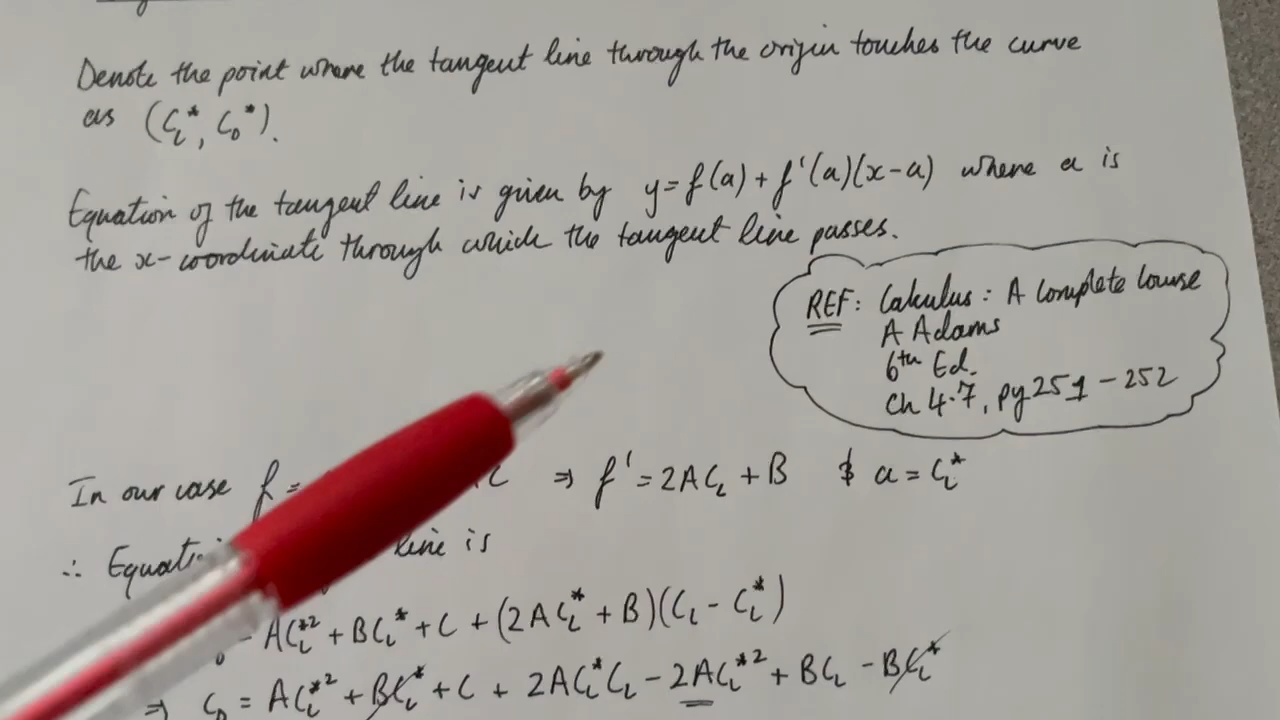 Denote the point where the tangent line through the origin touches the curve
as (C_L^*, C_D^*).
Equation of the tangent line is given by y = f(a) + f'(a)(x-a) where a is
the x-coordinate through which the tangent line passes.
REF: Calculus: A Complete Course
A Adams
6th Ed.
Ch 4.7, pg 251 - 252
In our case f = C ⇒ f' = 2AC_L + B & a = C_L^*
∴ Equati line is
AC_L^{*2} + BC_L^* + C + (2AC_L^* + B)(C_L - C_L^*)
⇒ C_D = AC_L^{*2} + BC_L^* + C + 2AC_L^*C_L - 2AC_L^{*2} + BC_L - BC_L^*